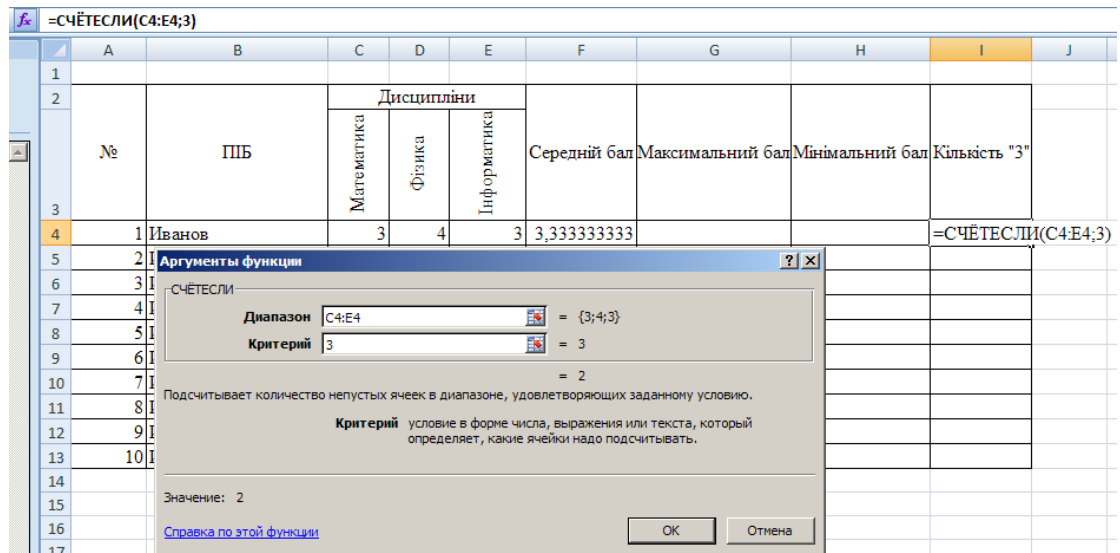 fx =СЧЁТЕСЛИ(C4:E4;3)
A B C D E F G H I J
1
2 Дисципліни
3 № ПІБ Математика Фізика Інформатика Середній бал Максимальний бал Мінімальний бал Кількість "3"
4 1 Иванов 3 4 3 3,333333333 =СЧЁТЕСЛИ(C4:E4;3)
5 2
6 3
7 4
8 5
9 6
10 7
11 8
12 9
13 10
14
15
16
17
Аргументы функции
СЧЁТЕСЛИ
Диапазон C4:E4 = {3;4;3}
Критерий 3 = 3
= 2
Подсчитывает количество непустых ячеек в диапазоне, удовлетворяющих заданному условию.
Критерий условие в форме числа, выражения или текста, который
определяет, какие ячейки надо подсчитывать.
Значение: 2
Справка по этой функции OK Отмена